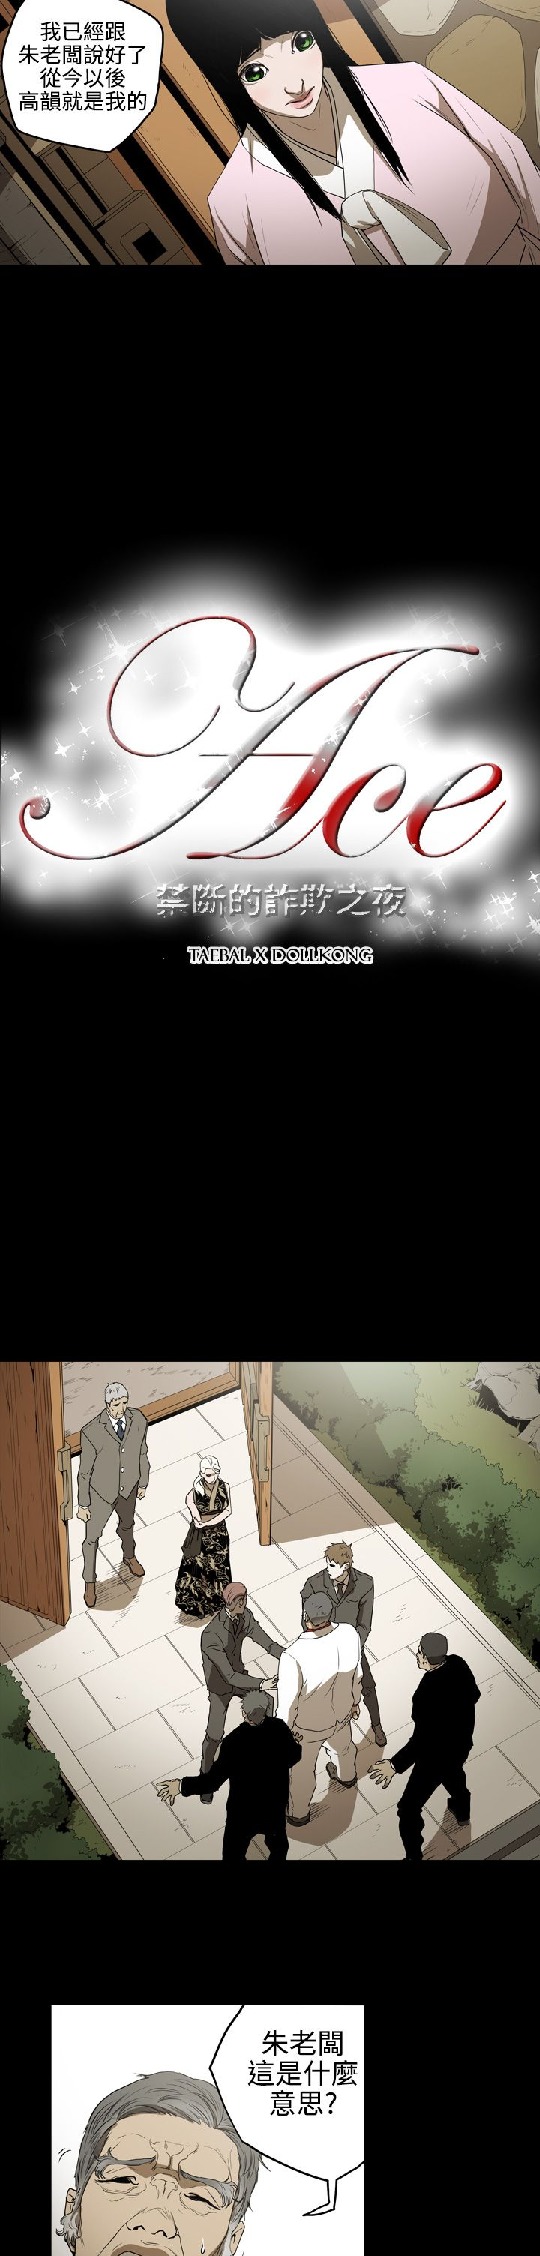 我已經跟
朱老闆說好了
從今以後
高韻就是我的
Ace
禁斷的詐欺之夜
TAEBAL X DOLLKONG
朱老闆
這是什麼
意思?